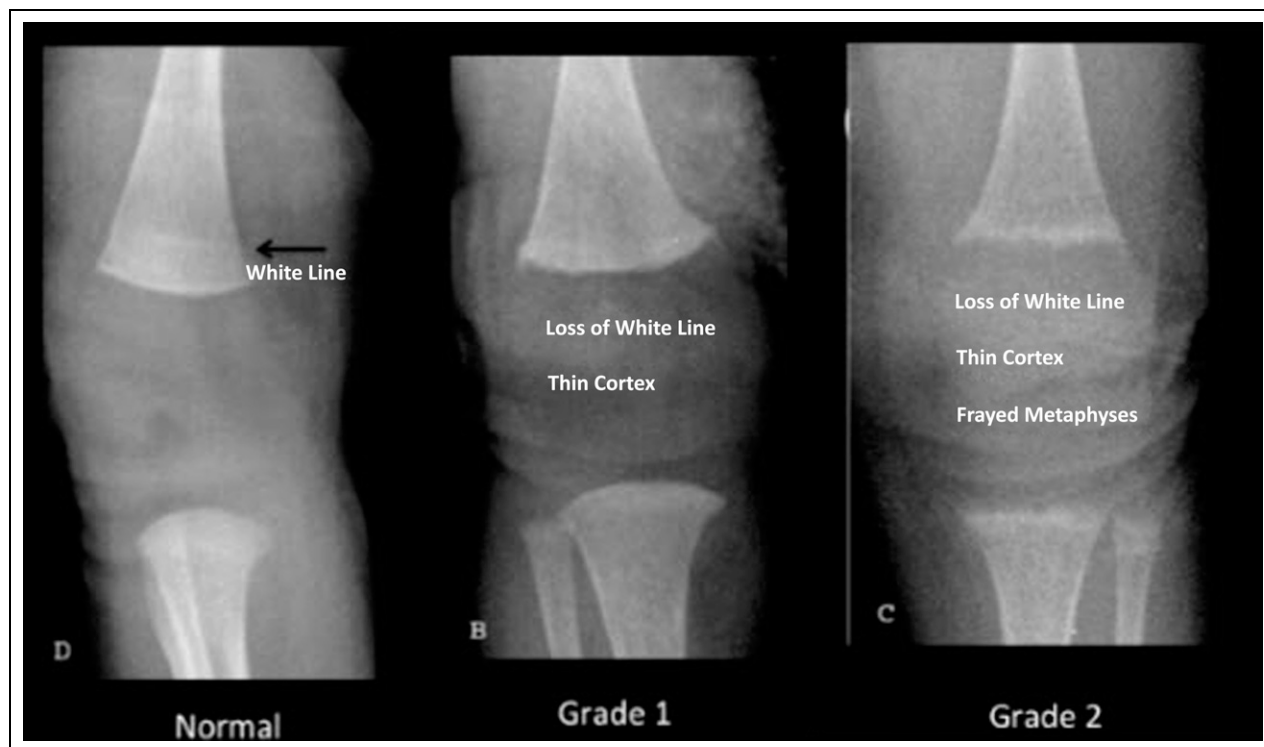 White Line
D
Normal
Loss of White Line
Thin Cortex
B
Grade 1
Loss of White Line
Thin Cortex
Frayed Metaphyses
C
Grade 2